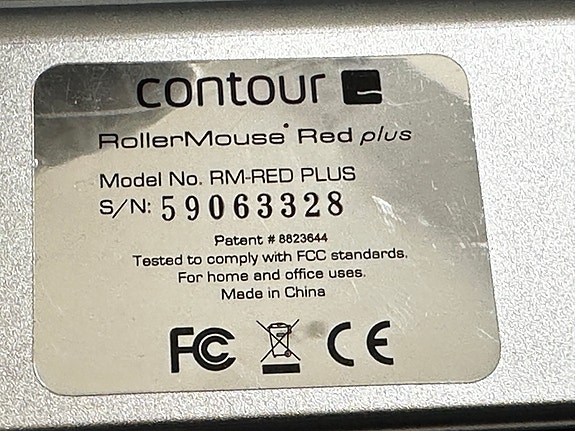 contour
RollerMouse Red plus
Model No. RM-RED PLUS
S/N: 59063328
Patent # 8823644
Tested to comply with FCC standards.
For home and office uses.
Made in China
FC CE